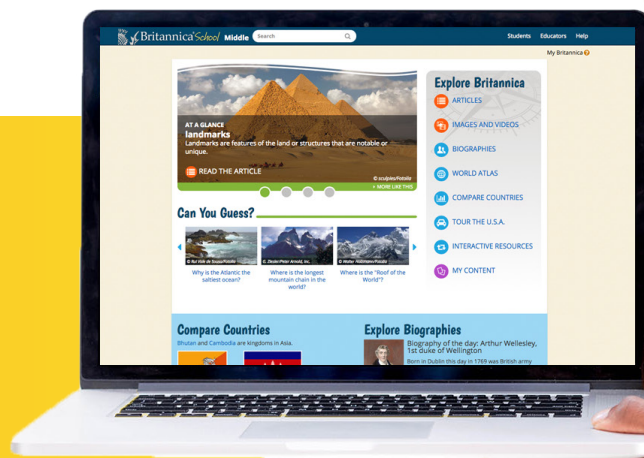 Britannica School Middle
Search
Students Educators Help
My Britannica
AT A GLANCE
landmarks
Landmarks are features of the land or structures that are notable or
unique.
READ THE ARTICLE
© sculpies/Fotolia
+ MORE LIKE THIS
Explore Britannica
ARTICLES
IMAGES AND VIDEOS
BIOGRAPHIES
WORLD ATLAS
COMPARE COUNTRIES
TOUR THE U.S.A.
INTERACTIVE RESOURCES
MY CONTENT
Can You Guess?
Why is the Atlantic the
saltiest ocean?
Where is the longest
mountain chain in the
world?
Where is the "Roof of the
World"?
Compare Countries
Bhutan and Cambodia are kingdoms in Asia.
Explore Biographies
Biography of the day: Arthur Wellesley,
1st duke of Wellington
Born in Dublin this day in 1769 was British army